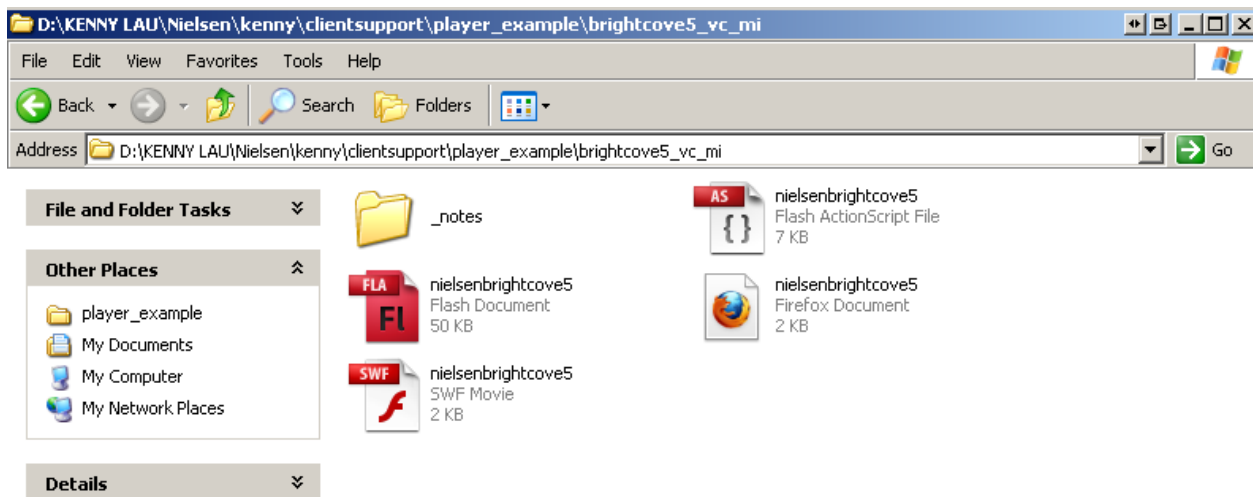 D:\KENNY LAU\Nielsen\kenny\clientsupport\player_example\brightcove5_vc_mi
File Edit View Favorites Tools Help
Back Search Folders
Address D:\KENNY LAU\Nielsen\kenny\clientsupport\player_example\brightcove5_vc_mi Go
File and Folder Tasks
Other Places
player_example
My Documents
My Computer
My Network Places
Details
_notes
AS
{}
nielsenbrightcove5
Flash ActionScript File
7 KB
FLA
Fl
nielsenbrightcove5
Flash Document
50 KB
nielsenbrightcove5
Firefox Document
2 KB
SWF
nielsenbrightcove5
SWF Movie
2 KB